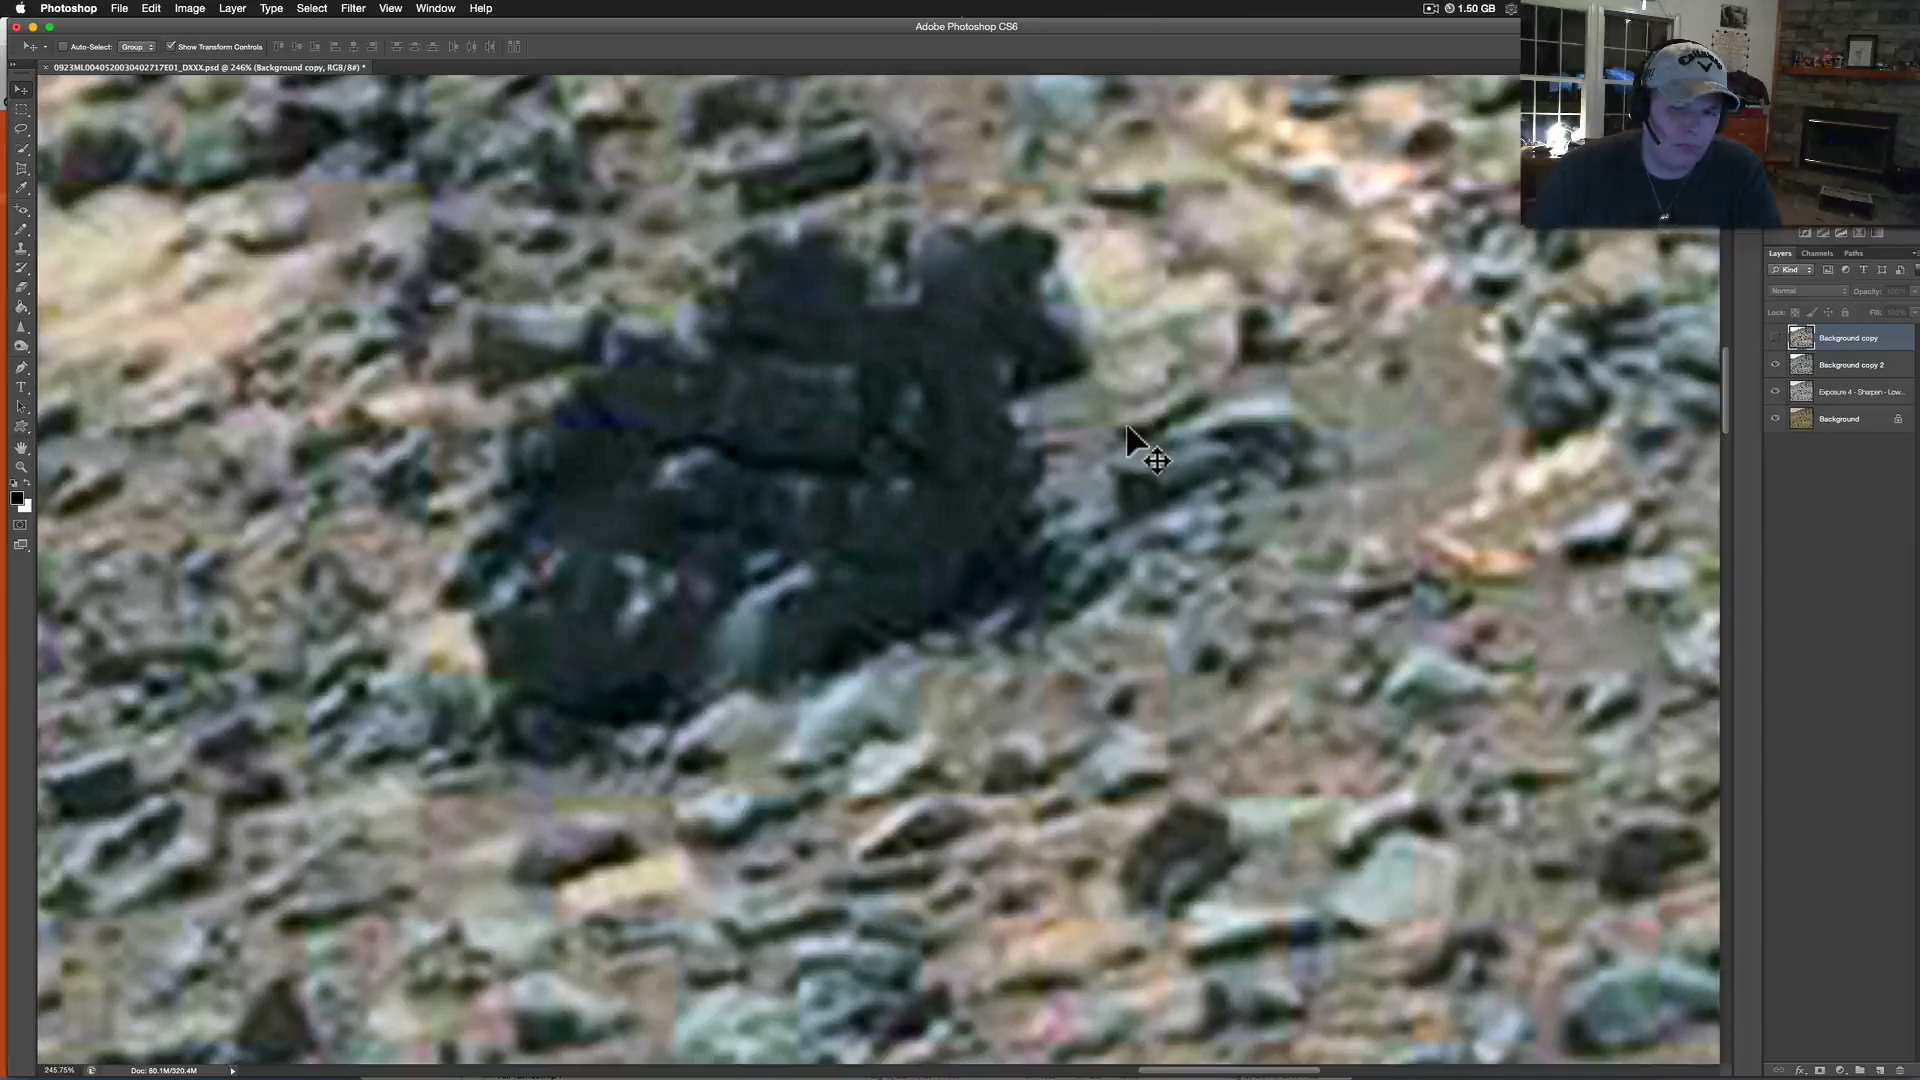 Photoshop File Edit Image Layer Type Select Filter View Window Help 1.50 GB
Adobe Photoshop CS6
Auto-Select: Group Show Transform Controls
0923ML0040520030402717E01_DXXX.psd @ 246% (Background copy, RGB/8#) *
Layers Channels Paths
Kind
Normal Opacity: 100%
Lock: Fill: 100%
Background copy
Background copy 2
Exposure 4 - Sharpen - Low...
Background
245.75% Doc: 80.1M/320.4M